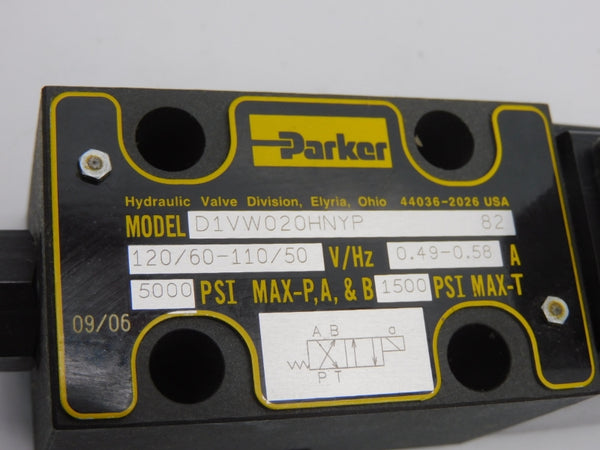 Parker
Hydraulic Valve Division, Elyria, Ohio 44036-2026 USA
MODEL D1VW020HNYP 82
120/60-110/50 V/Hz 0.49-0.58 A
5000 PSI MAX-P,A, & B 1500 PSI MAX-T
09/06
A B a
P T